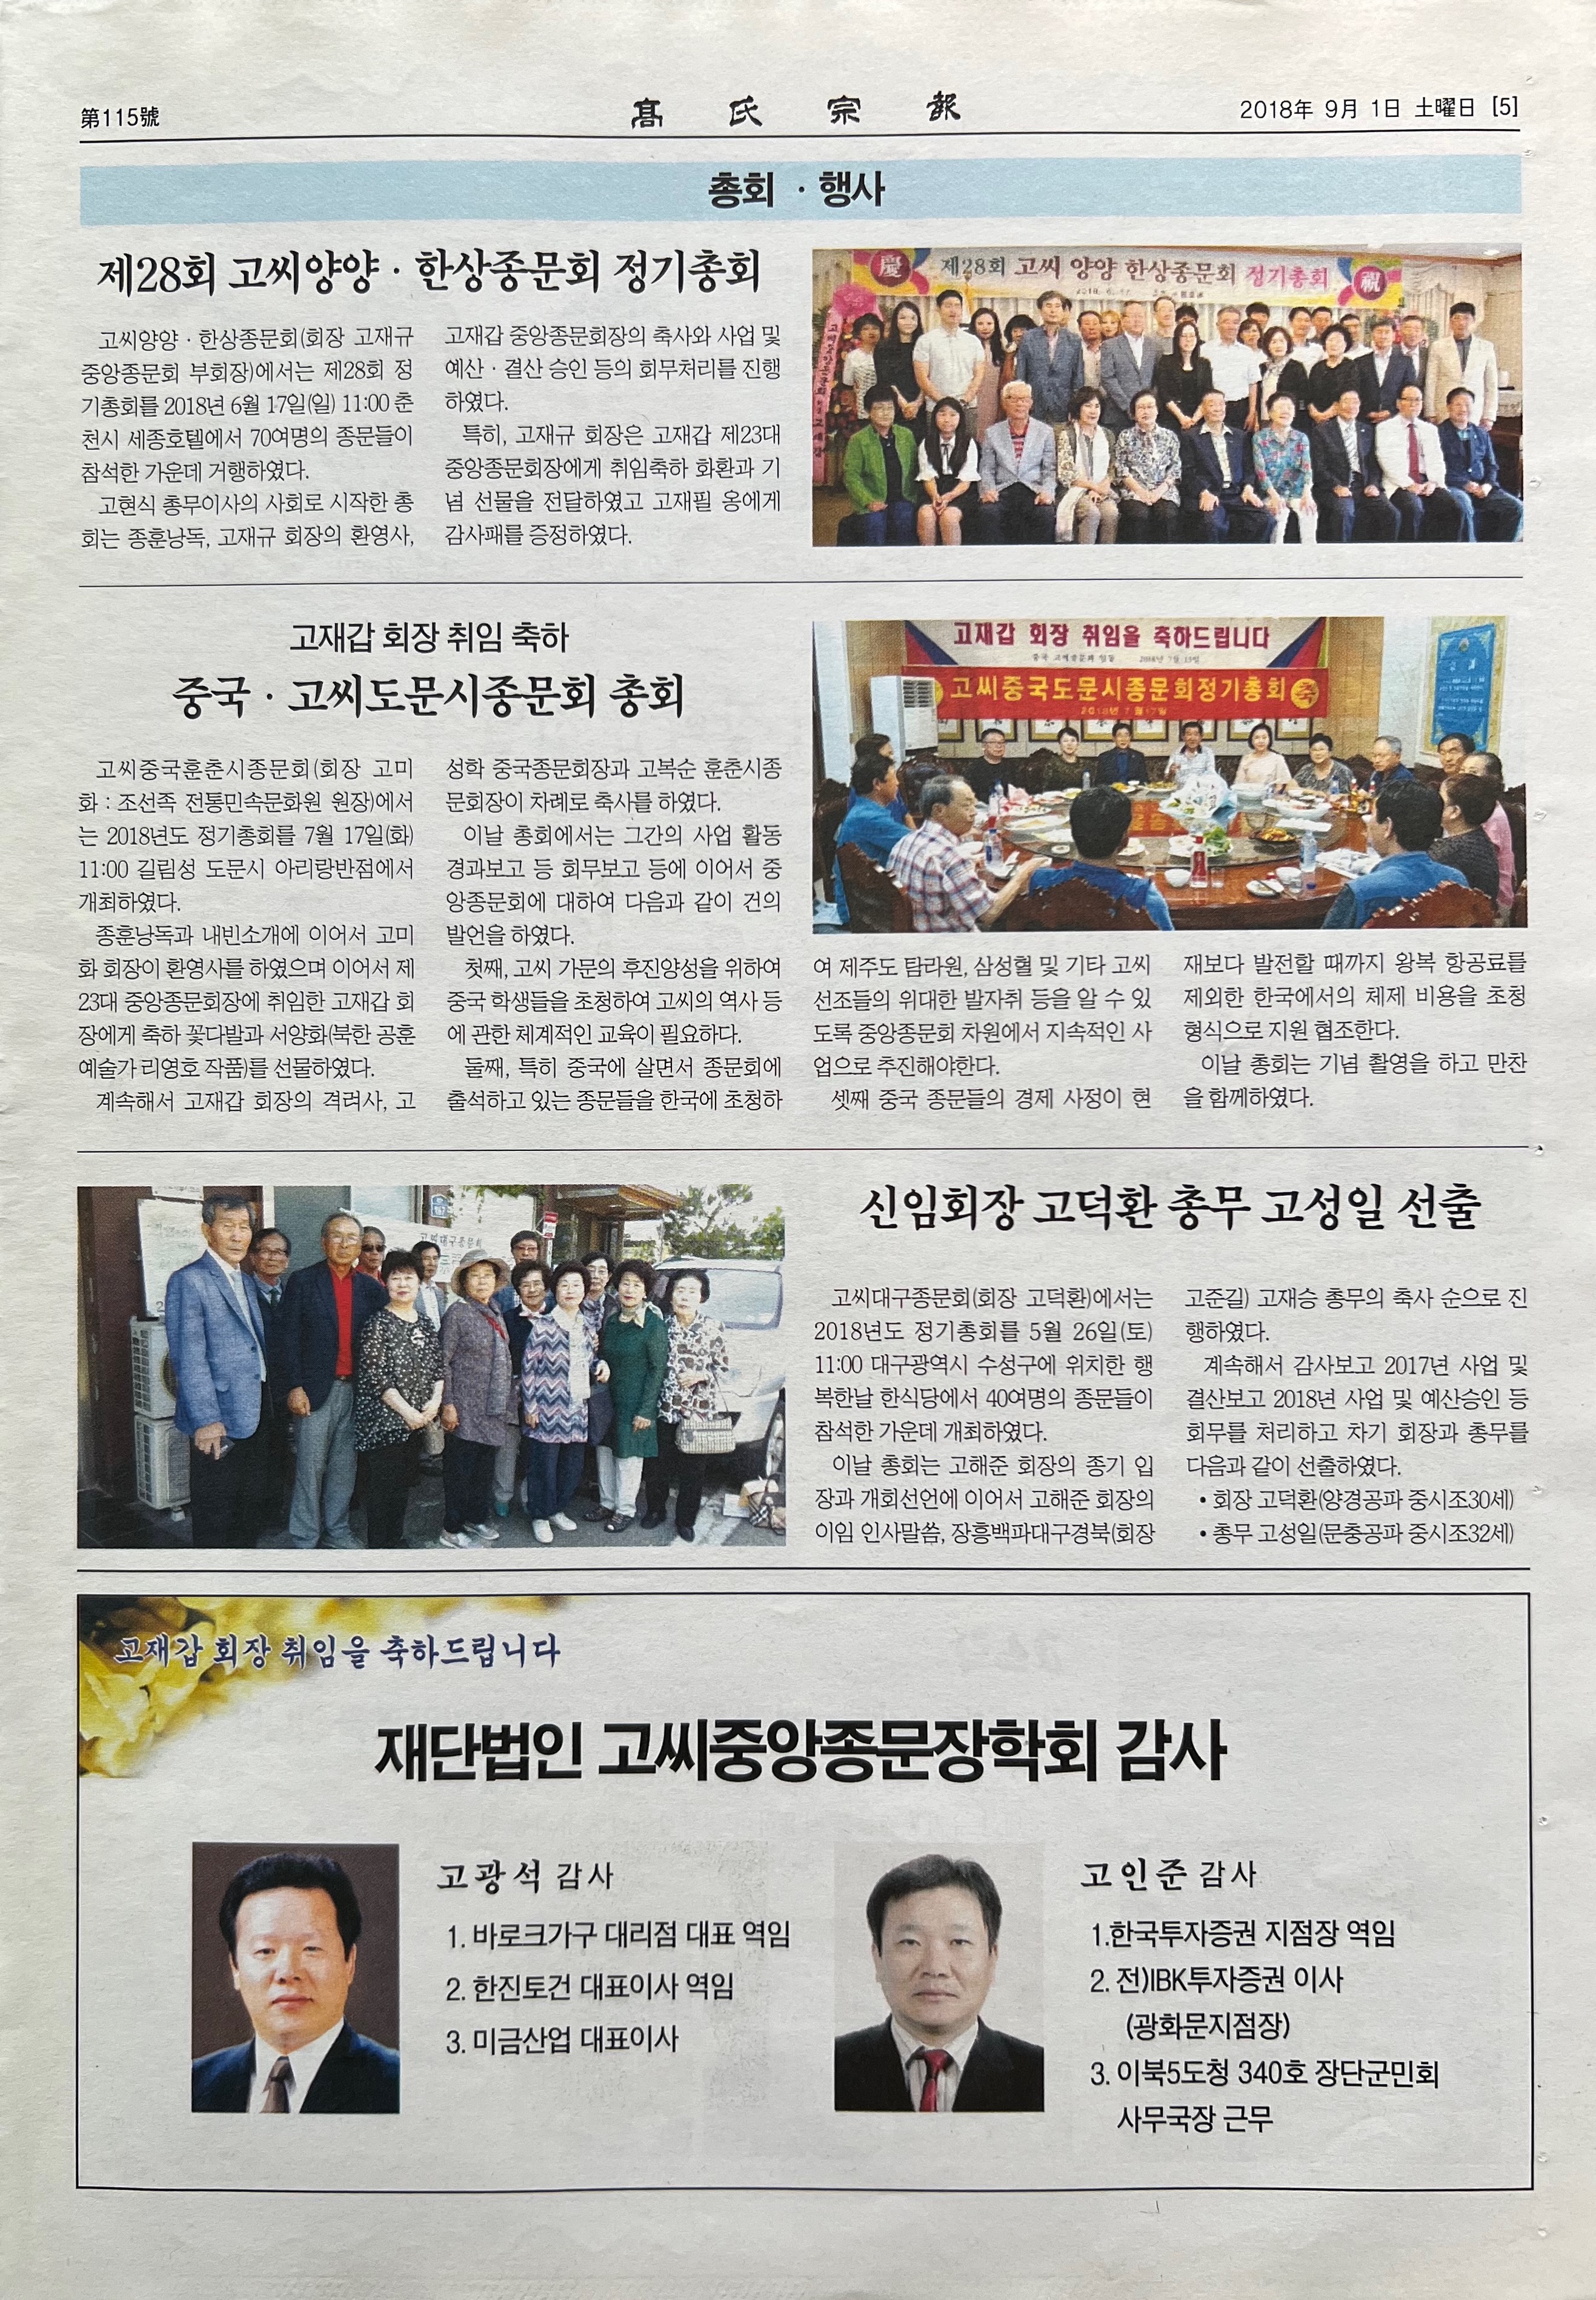 第115號
高氏宗報
2018年 9月 1日 土曜日 [5]
총회 · 행사
제28회 고씨양양 · 한상종문회 정기총회
고씨양양 · 한상종문회(회장 고재규
중앙종문회 부회장)에서는 제28회 정
기총회를 2018년 6월 17일(일) 11:00 춘
천시 세종호텔에서 70여명의 종문들이
참석한 가운데 거행하였다.
고현식 총무이사의 사회로 시작한 총
회는 종훈낭독, 고재규 회장의 환영사,
고재갑 중앙종문회장의 축사와 사업 및
예산 · 결산 승인 등의 회무처리를 진행
하였다.
특히, 고재규 회장은 고재갑 제23대
중앙종문회장에게 취임축하 화환과 기
념 선물을 전달하였고 고재필 옹에게
감사패를 증정하였다.
慶 제28회 고씨 양양 한상종문회 정기총회 祝
고재갑 회장 취임 축하
중국 · 고씨도문시종문회 총회
고씨중국훈춘시종문회(회장 고미
화 : 조선족 전통민속문화원 원장)에서
는 2018년도 정기총회를 7월 17일(화)
11:00 길림성 도문시 아리랑반점에서
개최하였다.
종훈낭독과 내빈소개에 이어서 고미
화 회장이 환영사를 하였으며 이어서 제
23대 중앙종문회장에 취임한 고재갑 회
장에게 축하 꽃다발과 서양화(북한 공훈
예술가 리영호 작품)를 선물하였다.
계속해서 고재갑 회장의 격려사, 고
성학 중국종문회장과 고복순 훈춘시종
문회장이 차례로 축사를 하였다.
이날 총회에서는 그간의 사업 활동
경과보고 등 회무보고 등에 이어서 중
앙종문회에 대하여 다음과 같이 건의
발언을 하였다.
첫째, 고씨 가문의 후진양성을 위하여
중국 학생들을 초청하여 고씨의 역사 등
에 관한 체계적인 교육이 필요하다.
둘째, 특히 중국에 살면서 종문회에
출석하고 있는 종문들을 한국에 초청하
고재갑 회장 취임을 축하드립니다
중국 고씨종문회 일동 2018년 7월 17일
고씨중국도문시종문회정기총회
2018년 7월17일
여 제주도 탐라원, 삼성혈 및 기타 고씨
선조들의 위대한 발자취 등을 알 수 있
도록 중앙종문회 차원에서 지속적인 사
업으로 추진해야한다.
셋째 중국 종문들의 경제 사정이 현
재보다 발전할 때까지 왕복 항공료를
제외한 한국에서의 체제 비용을 초청
형식으로 지원 협조한다.
이날 총회는 기념 촬영을 하고 만찬
을 함께하였다.
고씨대구종문회
신임회장 고덕환 총무 고성일 선출
고씨대구종문회(회장 고덕환)에서는
2018년도 정기총회를 5월 26일(토)
11:00 대구광역시 수성구에 위치한 행
복한날 한식당에서 40여명의 종문들이
참석한 가운데 개최하였다.
이날 총회는 고해준 회장의 종기 입
장과 개회선언에 이어서 고해준 회장의
이임 인사말씀, 장흥백파대구경북(회장
고준길) 고재승 총무의 축사 순으로 진
행하였다.
계속해서 감사보고 2017년 사업 및
결산보고 2018년 사업 및 예산승인 등
회무를 처리하고 차기 회장과 총무를
다음과 같이 선출하였다.
• 회장 고덕환(양경공파 중시조30세)
• 총무 고성일(문충공파 중시조32세)
고재갑 회장 취임을 축하드립니다
재단법인 고씨중앙종문장학회 감사
고광석 감사
1. 바로크가구 대리점 대표 역임
2. 한진토건 대표이사 역임
3. 미금산업 대표이사
고인준 감사
1.한국투자증권 지점장 역임
2. 전)IBK투자증권 이사
(광화문지점장)
3. 이북5도청 340호 장단군민회
사무국장 근무